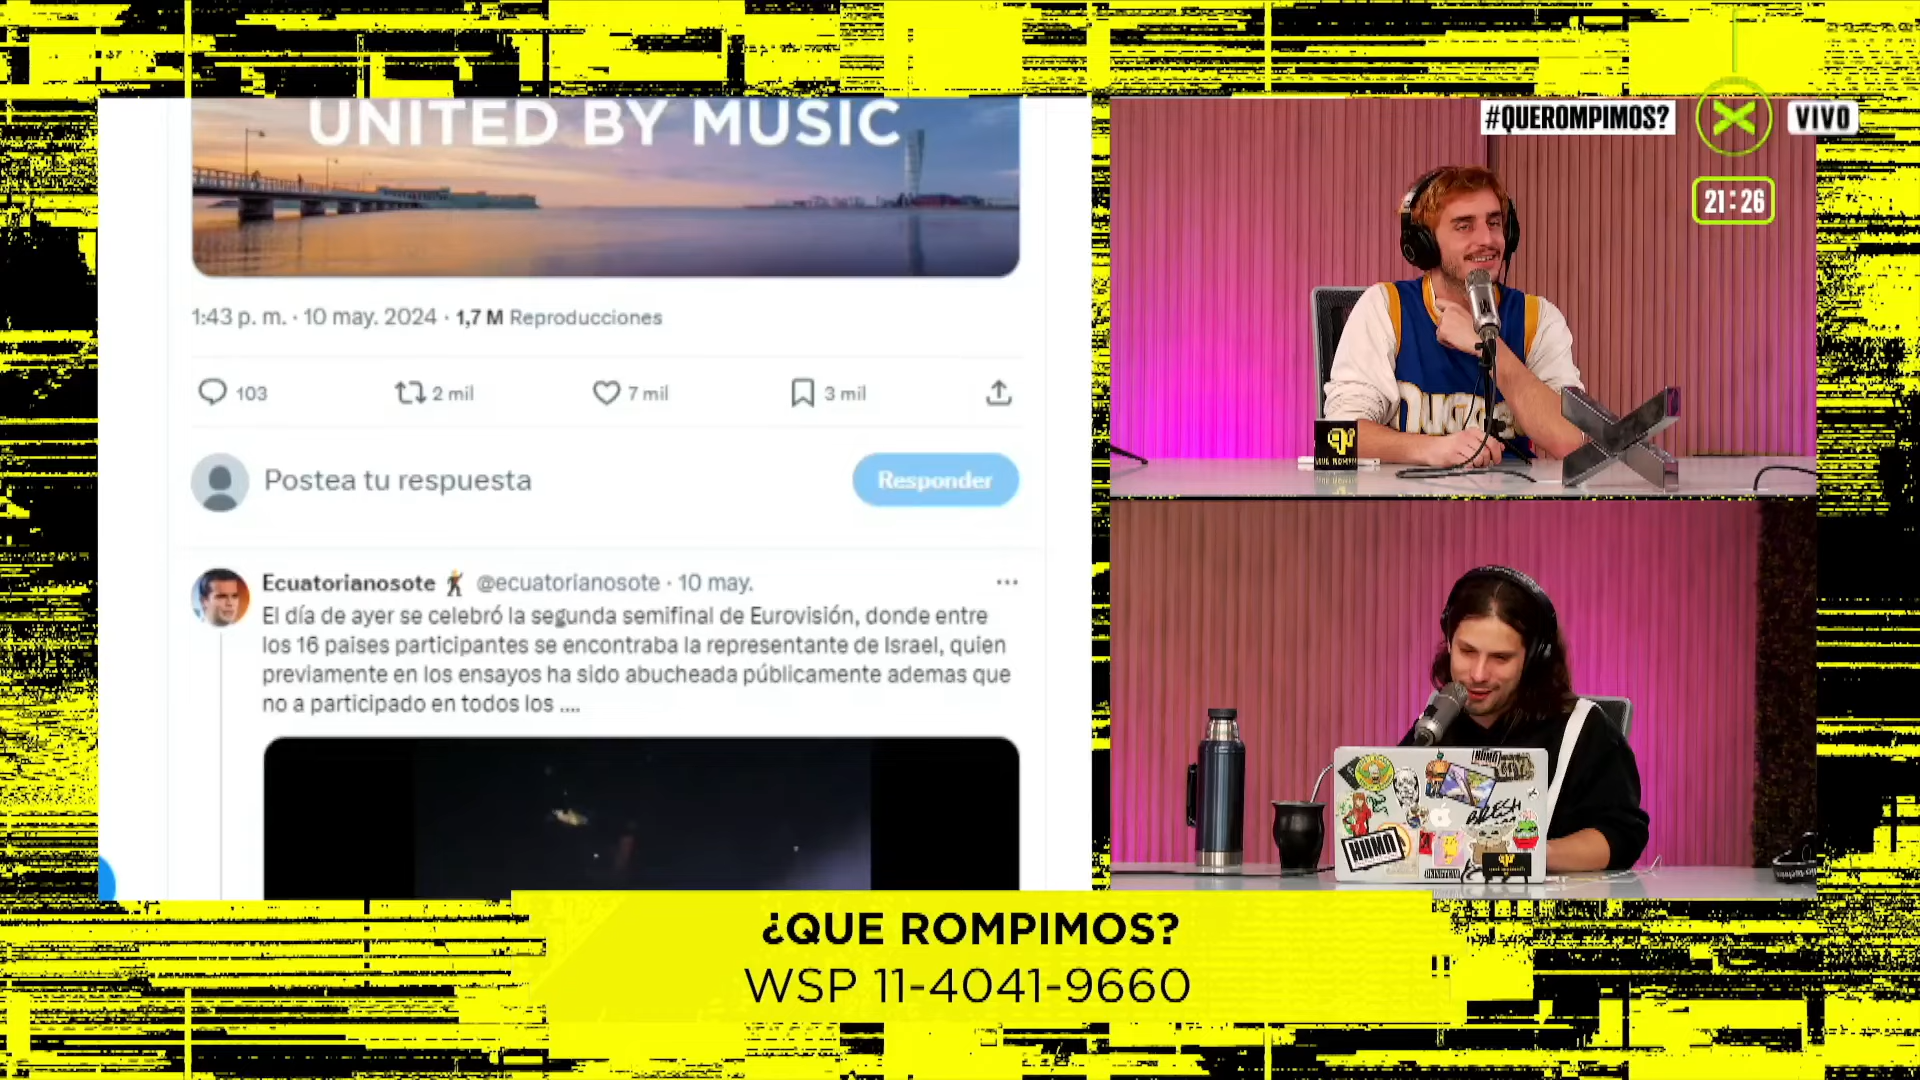 UNITED BY MUSIC
1:43 p. m. · 10 may. 2024 · 1,7 M Reproducciones
103
2 mil
7 mil
3 mil
Postea tu respuesta
Responder
Ecuatorianosote @ecuatorianosote · 10 may.
El día de ayer se celebró la segunda semifinal de Eurovisión, donde entre
los 16 paises participantes se encontraba la representante de Israel, quien
previamente en los ensayos ha sido abucheada públicamente ademas que
no a participado en todos los ....
#QUEROMPIMOS?
VIVO
21:26
HUMO
BRESH
¿QUE ROMPIMOS?
WSP 11-4041-9660